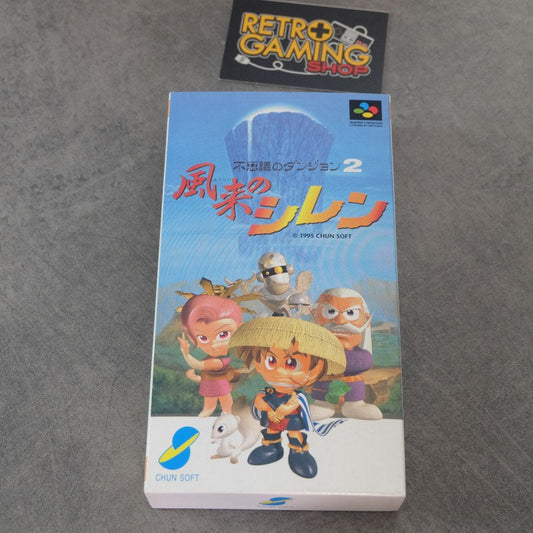 RETRO
GAMING
SHOP
不思議のダンジョン2
風来の
シレン
© 1995 CHUN SOFT
CHUN SOFT